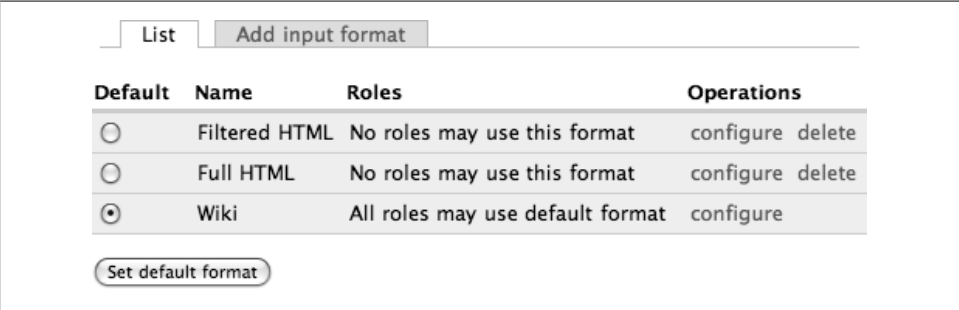 List Add input format
Default Name Roles Operations
Filtered HTML No roles may use this format configure delete
Full HTML No roles may use this format configure delete
Wiki All roles may use default format configure
Set default format